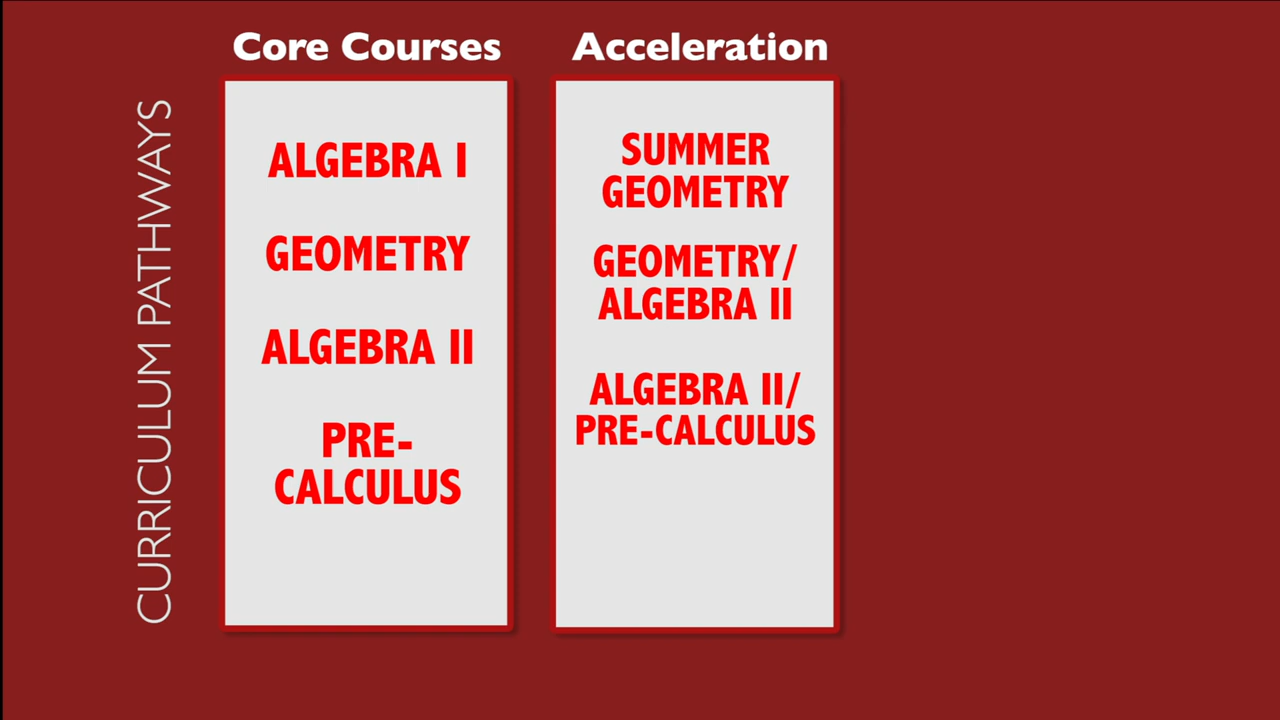 CURRICULUM PATHWAYS
Core Courses
ALGEBRA I
GEOMETRY
ALGEBRA II
PRE-
CALCULUS
Acceleration
SUMMER
GEOMETRY
GEOMETRY/
ALGEBRA II
ALGEBRA II/
PRE-CALCULUS